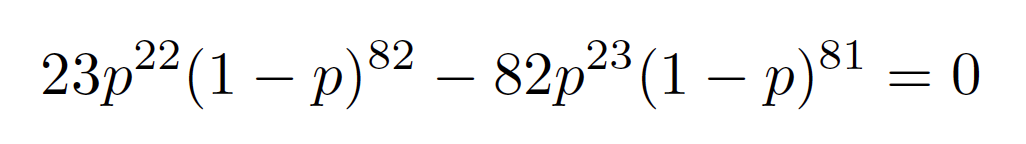 23p^{22}(1 − p)^{82} − 82p^{23}(1 − p)^{81} = 0